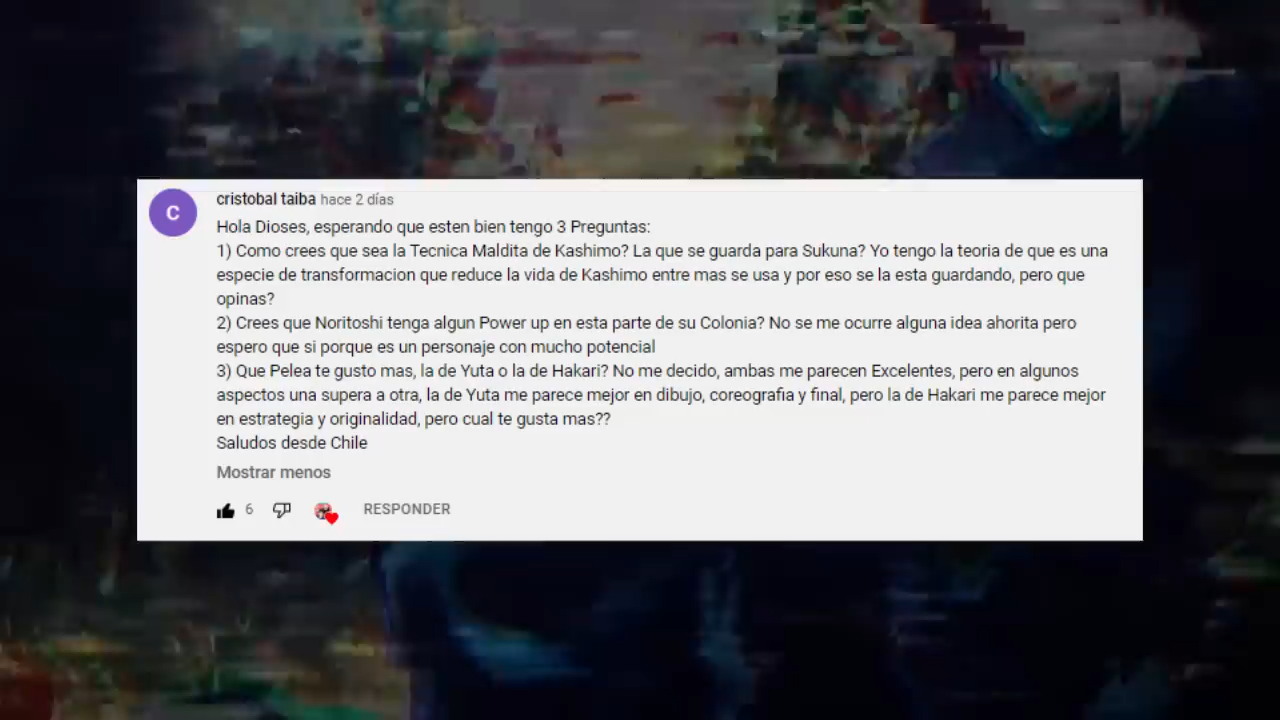 C
cristobal taiba hace 2 días
Hola Dioses, esperando que esten bien tengo 3 Preguntas:
1) Como crees que sea la Tecnica Maldita de Kashimo? La que se guarda para Sukuna? Yo tengo la teoria de que es una
especie de transformacion que reduce la vida de Kashimo entre mas se usa y por eso se la esta guardando, pero que
opinas?
2) Crees que Noritoshi tenga algun Power up en esta parte de su Colonia? No se me ocurre alguna idea ahorita pero
espero que si porque es un personaje con mucho potencial
3) Que Pelea te gusto mas, la de Yuta o la de Hakari? No me decido, ambas me parecen Excelentes, pero en algunos
aspectos una supera a otra, la de Yuta me parece mejor en dibujo, coreografia y final, pero la de Hakari me parece mejor
en estrategia y originalidad, pero cual te gusta mas??
Saludos desde Chile
Mostrar menos
6 RESPONDER